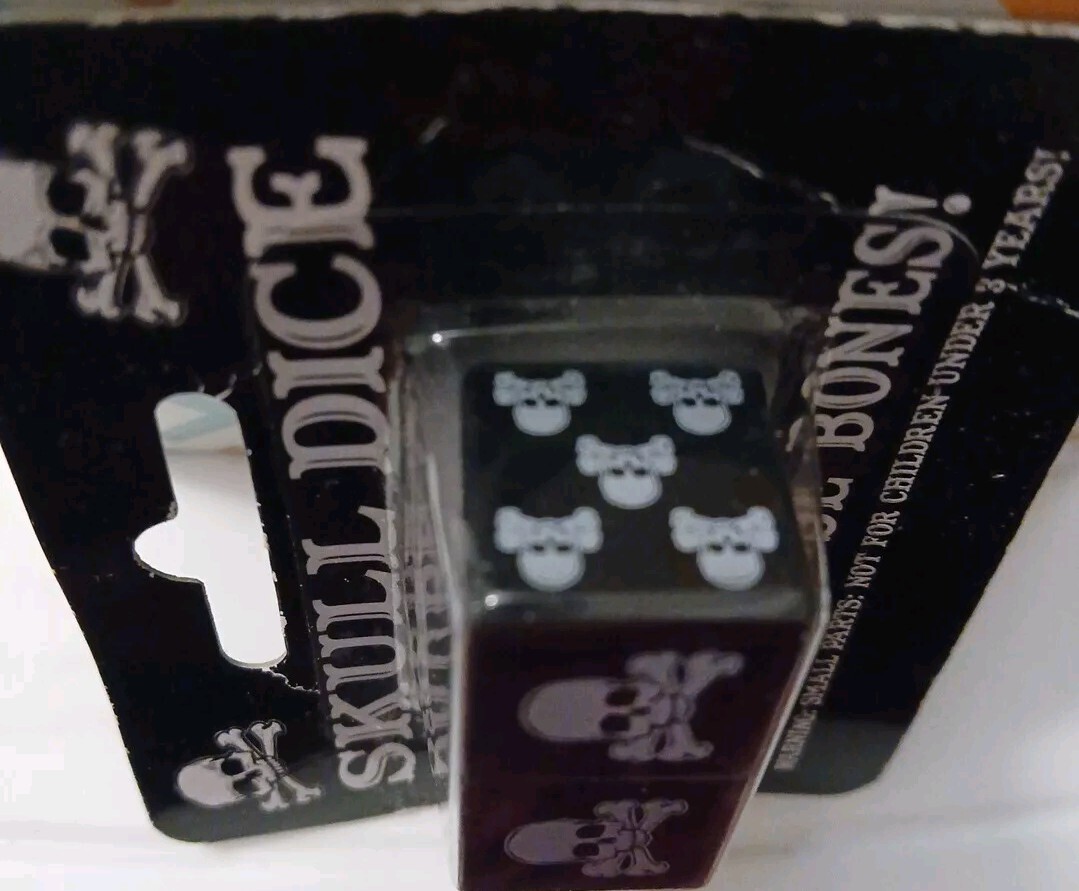 SKULL DICE
BONES!
WARNING: SMALL PARTS; NOT FOR CHILDREN UNDER 3 YEARS!